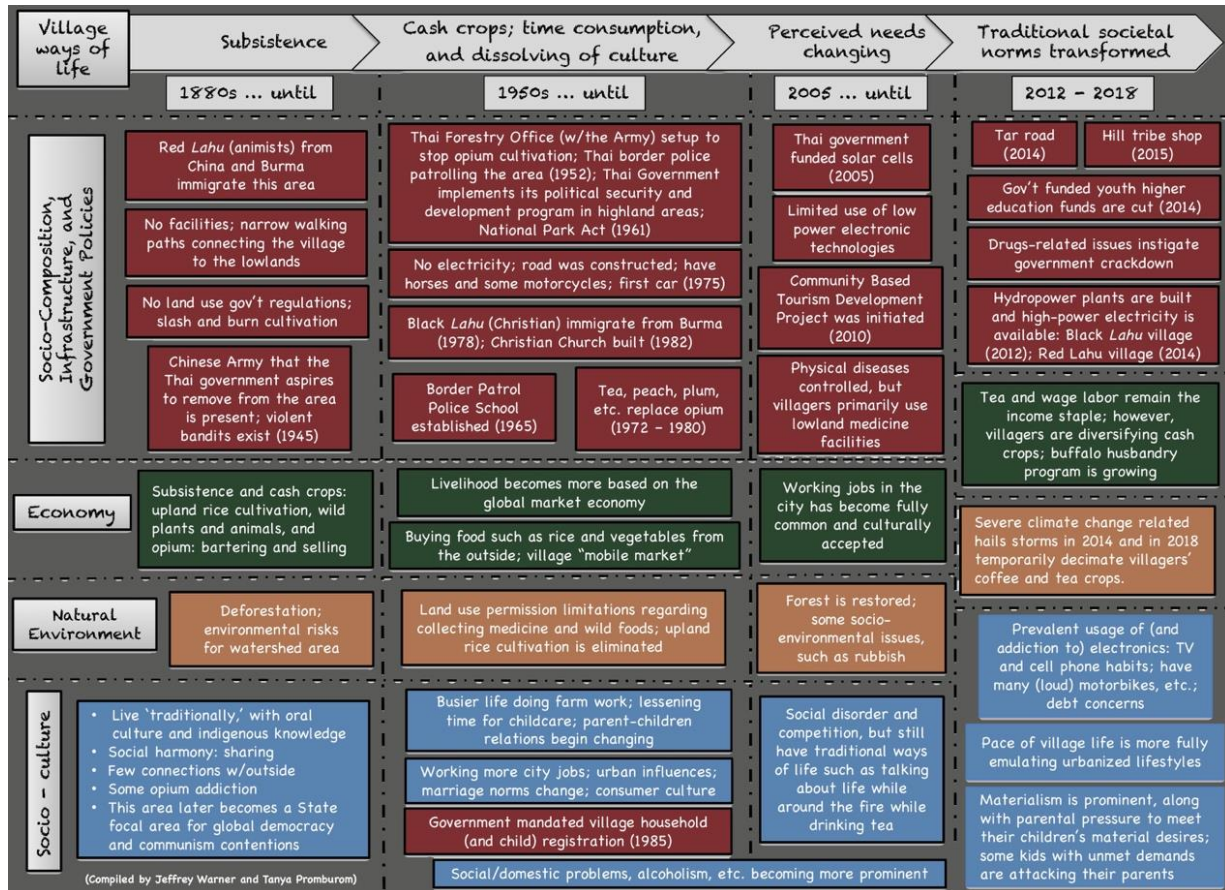 Village
ways of
life
Subsistence
Cash crops; time consumption,
and dissolving of culture
Perceived needs
changing
Traditional societal
norms transformed
1880s ... until
1950s ... until
2005 ... until
2012 - 2018
Socio-Composition,
Infrastructure, and
Government Policies
Red Lahu (animists) from
China and Burma
immigrate this area
No facilities; narrow walking
paths connecting the village
to the lowlands
No land use gov't regulations;
slash and burn cultivation
Chinese Army that the
Thai government aspires
to remove from the area
is present; violent
bandits exist (1945)
Thai Forestry Office (w/the Army) setup to
stop opium cultivation; Thai border police
patrolling the area (1952); Thai Government
implements its political security and
development program in highland areas;
National Park Act (1961)
No electricity; road was constructed; have
horses and some motorcycles; first car (1975)
Black Lahu (Christian) immigrate from Burma
(1978); Christian Church built (1982)
Border Patrol
Police School
established (1965)
Tea, peach, plum,
etc. replace opium
(1972 - 1980)
Thai government
funded solar cells
(2005)
Limited use of low
power electronic
technologies
Community Based
Tourism Development
Project was initiated
(2010)
Physical diseases
controlled, but
villagers primarily use
lowland medicine
facilities
Tar road
(2014)
Hill tribe shop
(2015)
Gov't funded youth higher
education funds are cut (2014)
Drugs-related issues instigate
government crackdown
Hydropower plants are built
and high-power electricity is
available: Black Lahu village
(2012); Red Lahu village (2014)
Tea and wage labor remain the
income staple; however,
villagers are diversifying cash
crops; buffalo husbandry
program is growing
Economy
Subsistence and cash crops:
upland rice cultivation, wild
plants and animals, and
opium: bartering and selling
Livelihood becomes more based on the
global market economy
Buying food such as rice and vegetables from
the outside; village "mobile market"
Working jobs in the
city has become fully
common and culturally
accepted
Severe climate change related
hails storms in 2014 and in 2018
temporarily decimate villagers'
coffee and tea crops.
Natural
Environment
Deforestation;
environmental risks
for watershed area
Land use permission limitations regarding
collecting medicine and wild foods; upland
rice cultivation is eliminated
Forest is restored;
some socio-
environmental issues,
such as rubbish
Prevalent usage of (and
addiction to) electronics: TV
and cell phone habits; have
many (loud) motorbikes, etc.;
debt concerns
Socio - culture
• Live 'traditionally,' with oral
culture and indigenous knowledge
• Social harmony: sharing
• Few connections w/outside
• Some opium addiction
• This area later becomes a State
focal area for global democracy
and communism contentions
Busier life doing farm work; lessening
time for childcare; parent-children
relations begin changing
Working more city jobs; urban influences;
marriage norms change; consumer culture
Government mandated village household
(and child) registration (1985)
Social disorder and
competition, but still
have traditional ways
of life such as talking
about life while
around the fire while
drinking tea
Pace of village life is more fully
emulating urbanized lifestyles
Materialism is prominent, along
with parental pressure to meet
their children's material desires;
some kids with unmet demands
are attacking their parents
(Compiled by Jeffrey Warner and Tanya Promburom)
Social/domestic problems, alcoholism, etc. becoming more prominent